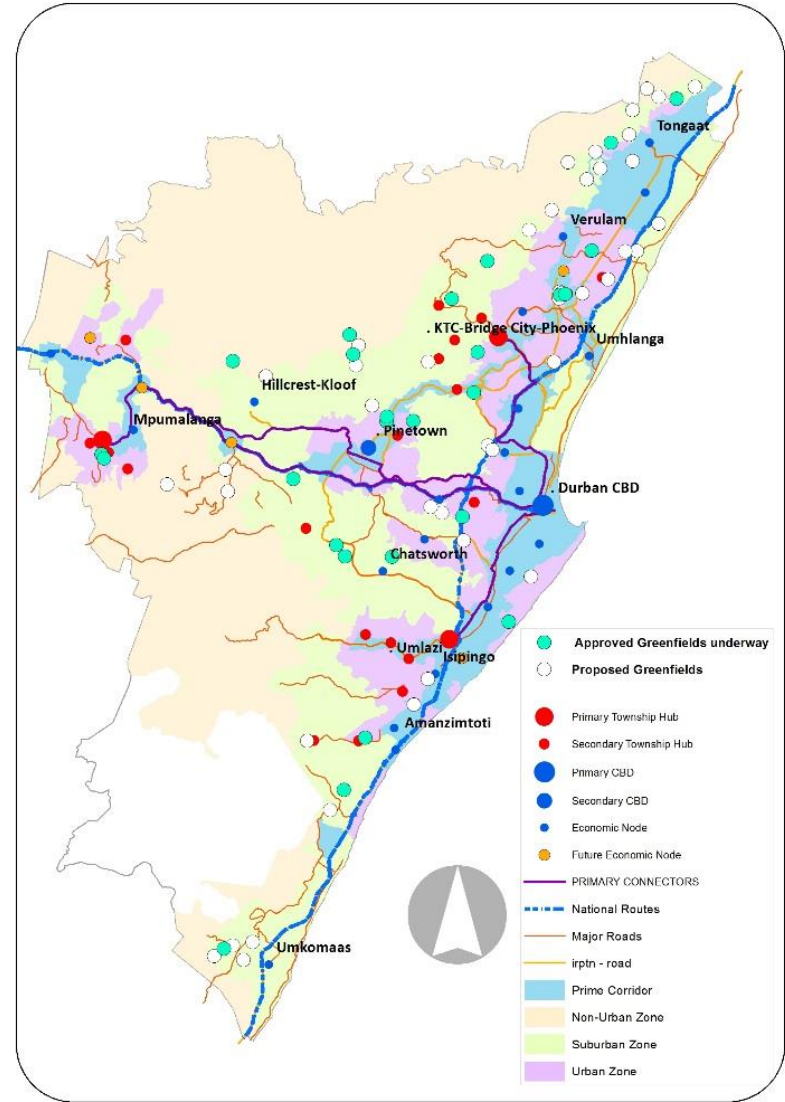 Tongaat
Verulam
. KTC-Bridge City-Phoenix
Umhlanga
Hillcrest-Kloof
Mpumalanga
. Pinetown
. Durban CBD
Chatsworth
. Umlazi
Isipingo
Amanzimtoti
Umkomaas
Approved Greenfields underway
Proposed Greenfields
Primary Township Hub
Secondary Township Hub
Primary CBD
Secondary CBD
Economic Node
Future Economic Node
PRIMARY CONNECTORS
National Routes
Major Roads
irptn - road
Prime Corridor
Non-Urban Zone
Suburban Zone
Urban Zone